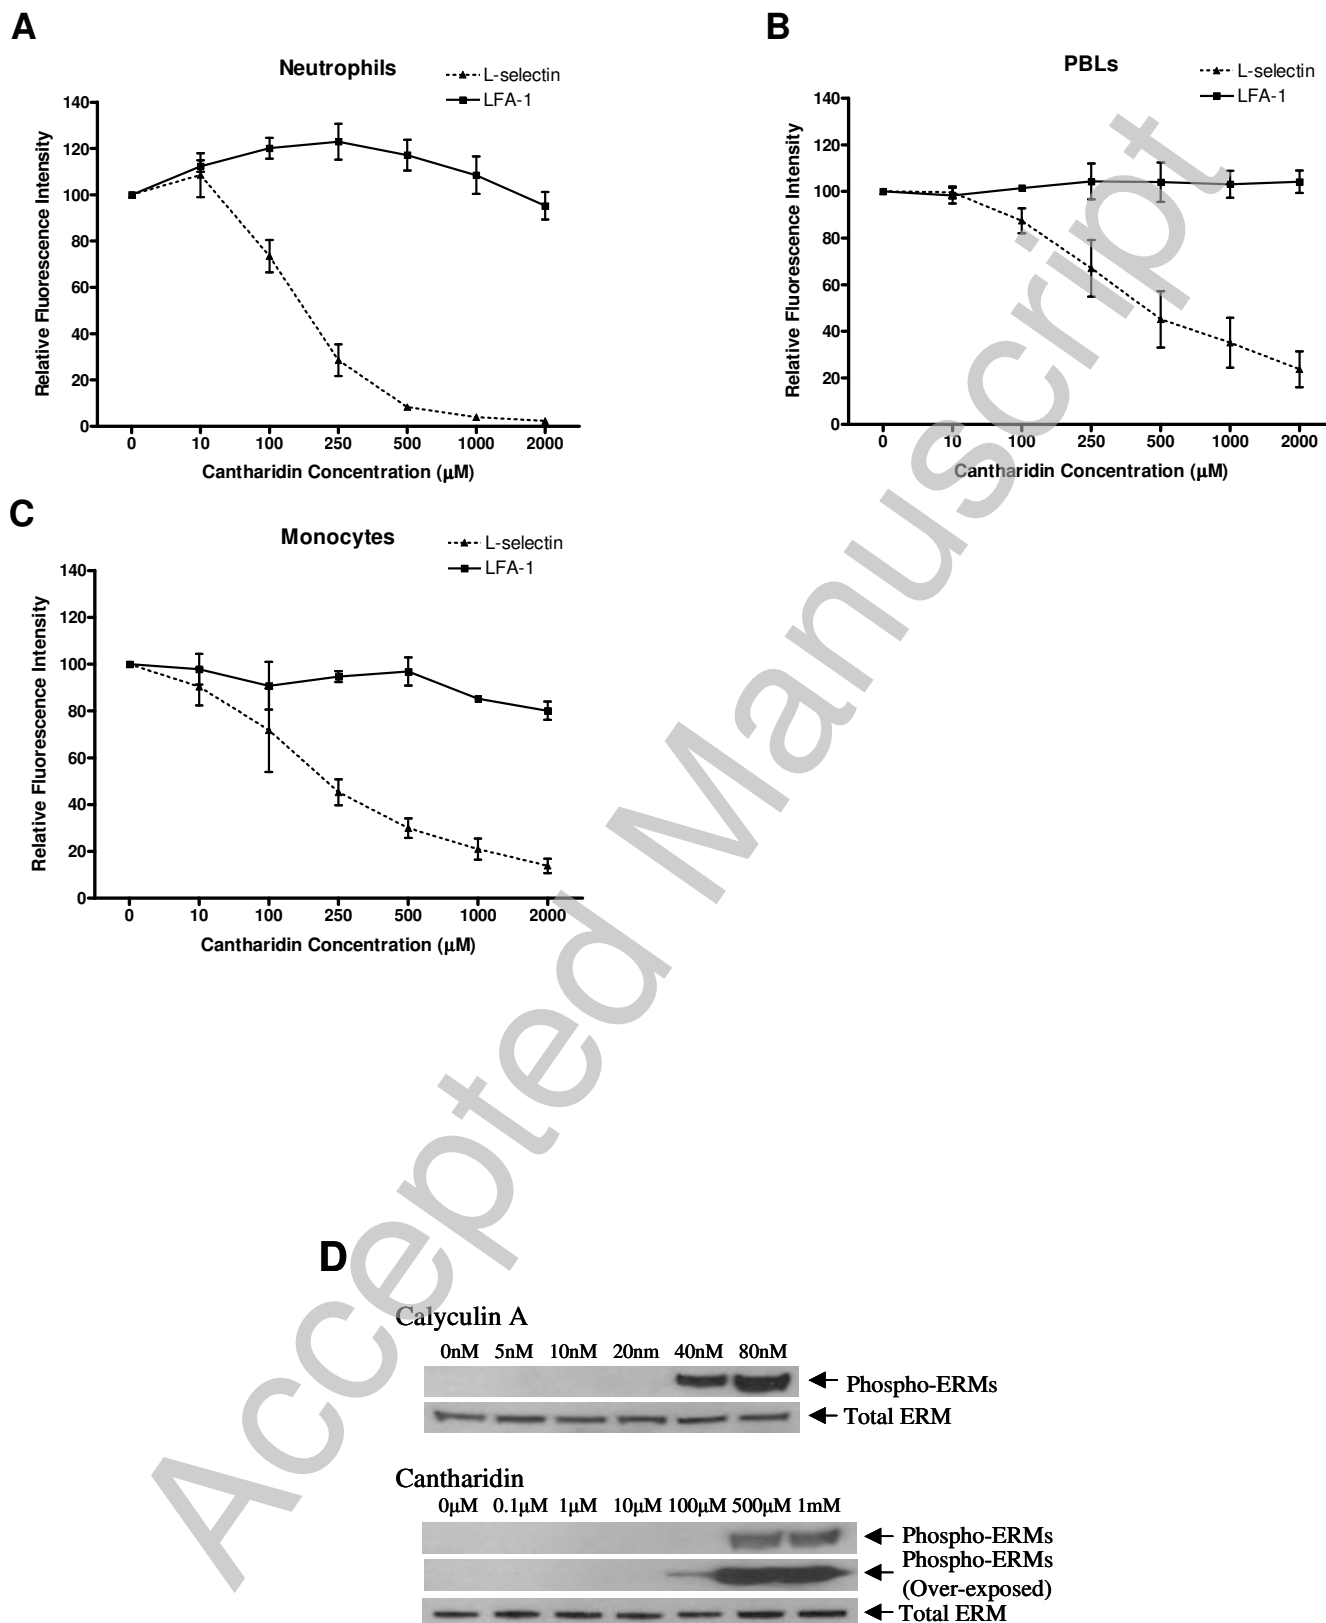 A
Neutrophils
L-selectin
LFA-1
Relative Fluorescence Intensity
140
120
100
80
60
40
20
0
0 10 100 250 500 1000 2000
Cantharidin Concentration (µM)
B
PBLs
L-selectin
LFA-1
Relative Fluorescence Intensity
140
120
100
80
60
40
20
0
0 10 100 250 500 1000 2000
Cantharidin Concentration (µM)
C
Monocytes
L-selectin
LFA-1
Relative Fluorescence Intensity
140
120
100
80
60
40
20
0
0 10 100 250 500 1000 2000
Cantharidin Concentration (µM)
D
Calyculin A
0nM 5nM 10nM 20nm 40nM 80nM
Phospho-ERMs
Total ERM
Cantharidin
0µM 0.1µM 1µM 10µM 100µM 500µM 1mM
Phospho-ERMs
Phospho-ERMs
(Over-exposed)
Total ERM
Accepted Manuscript